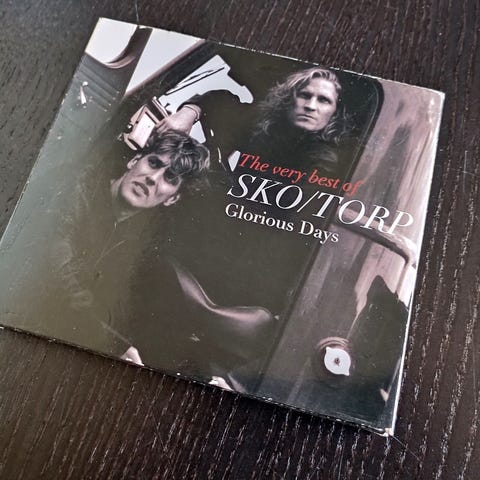 The very best of
SKO/TORP
Glorious Days